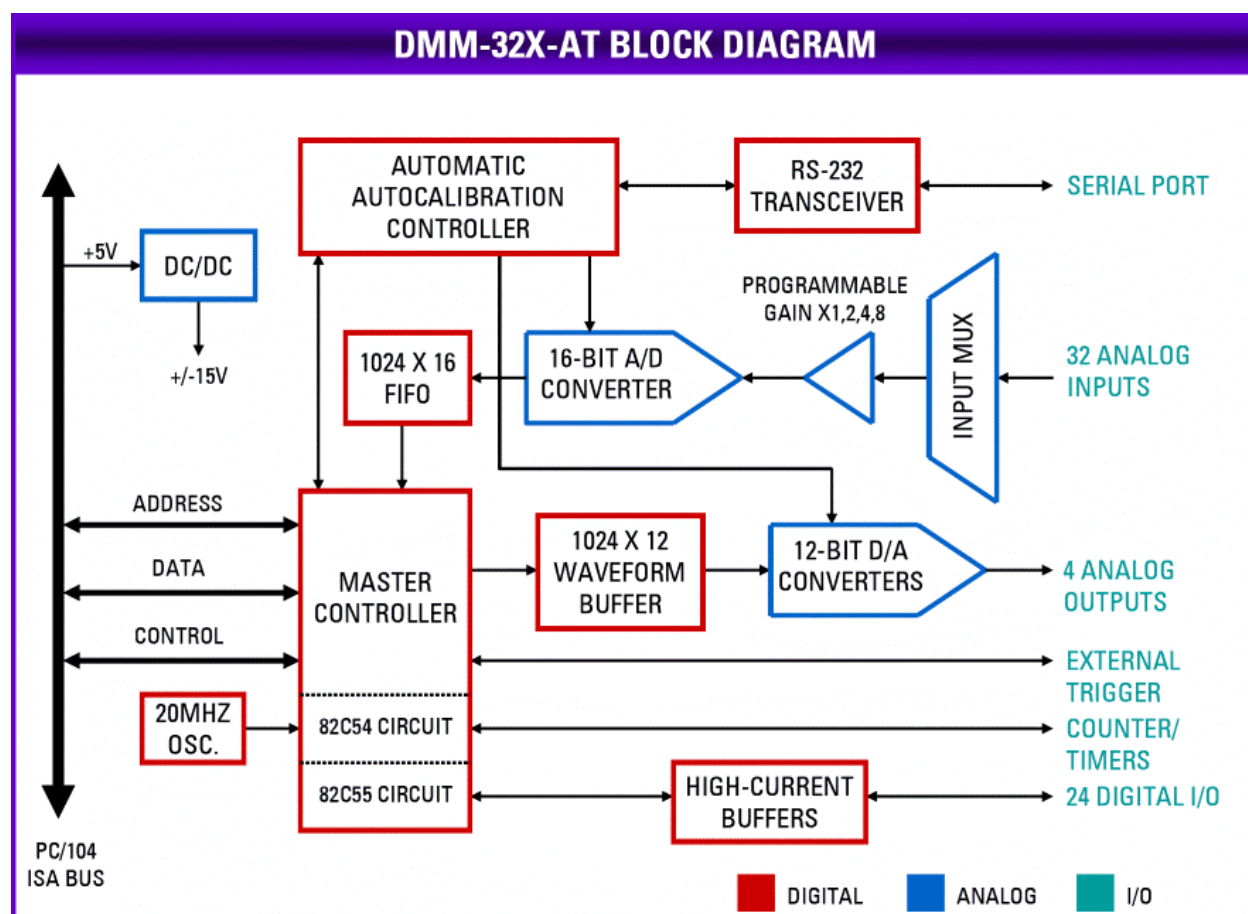 DMM-32X-AT BLOCK DIAGRAM
AUTOMATIC
AUTOCALIBRATION
CONTROLLER
RS-232
TRANSCEIVER
SERIAL PORT
+5V
DC/DC
+/-15V
PROGRAMMABLE
GAIN X1,2,4,8
1024 X 16
FIFO
16-BIT A/D
CONVERTER
INPUT MUX
32 ANALOG
INPUTS
ADDRESS
DATA
CONTROL
MASTER
CONTROLLER
1024 X 12
WAVEFORM
BUFFER
12-BIT D/A
CONVERTERS
4 ANALOG
OUTPUTS
EXTERNAL
TRIGGER
20MHZ
OSC.
82C54 CIRCUIT
COUNTER/
TIMERS
82C55 CIRCUIT
HIGH-CURRENT
BUFFERS
24 DIGITAL I/O
PC/104
ISA BUS
DIGITAL
ANALOG
I/O